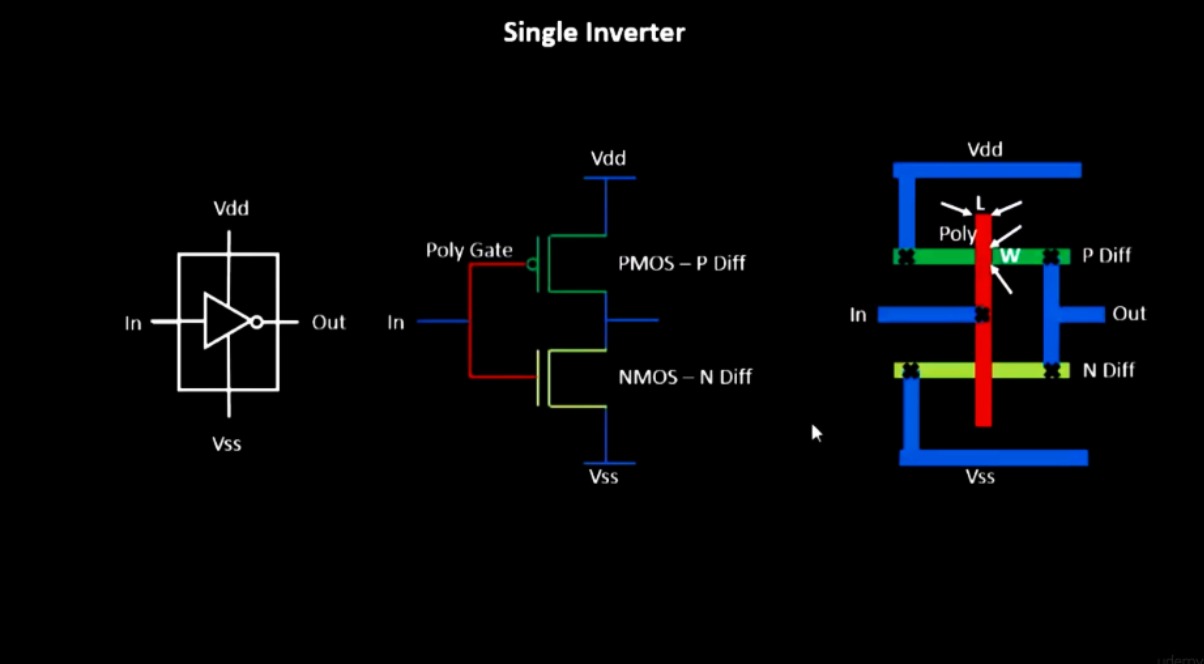 Single Inverter
Vdd
In
Out
Vss
Vdd
Poly Gate
PMOS – P Diff
In
NMOS – N Diff
Vss
Vdd
L
Poly
W
P Diff
In
Out
N Diff
Vss